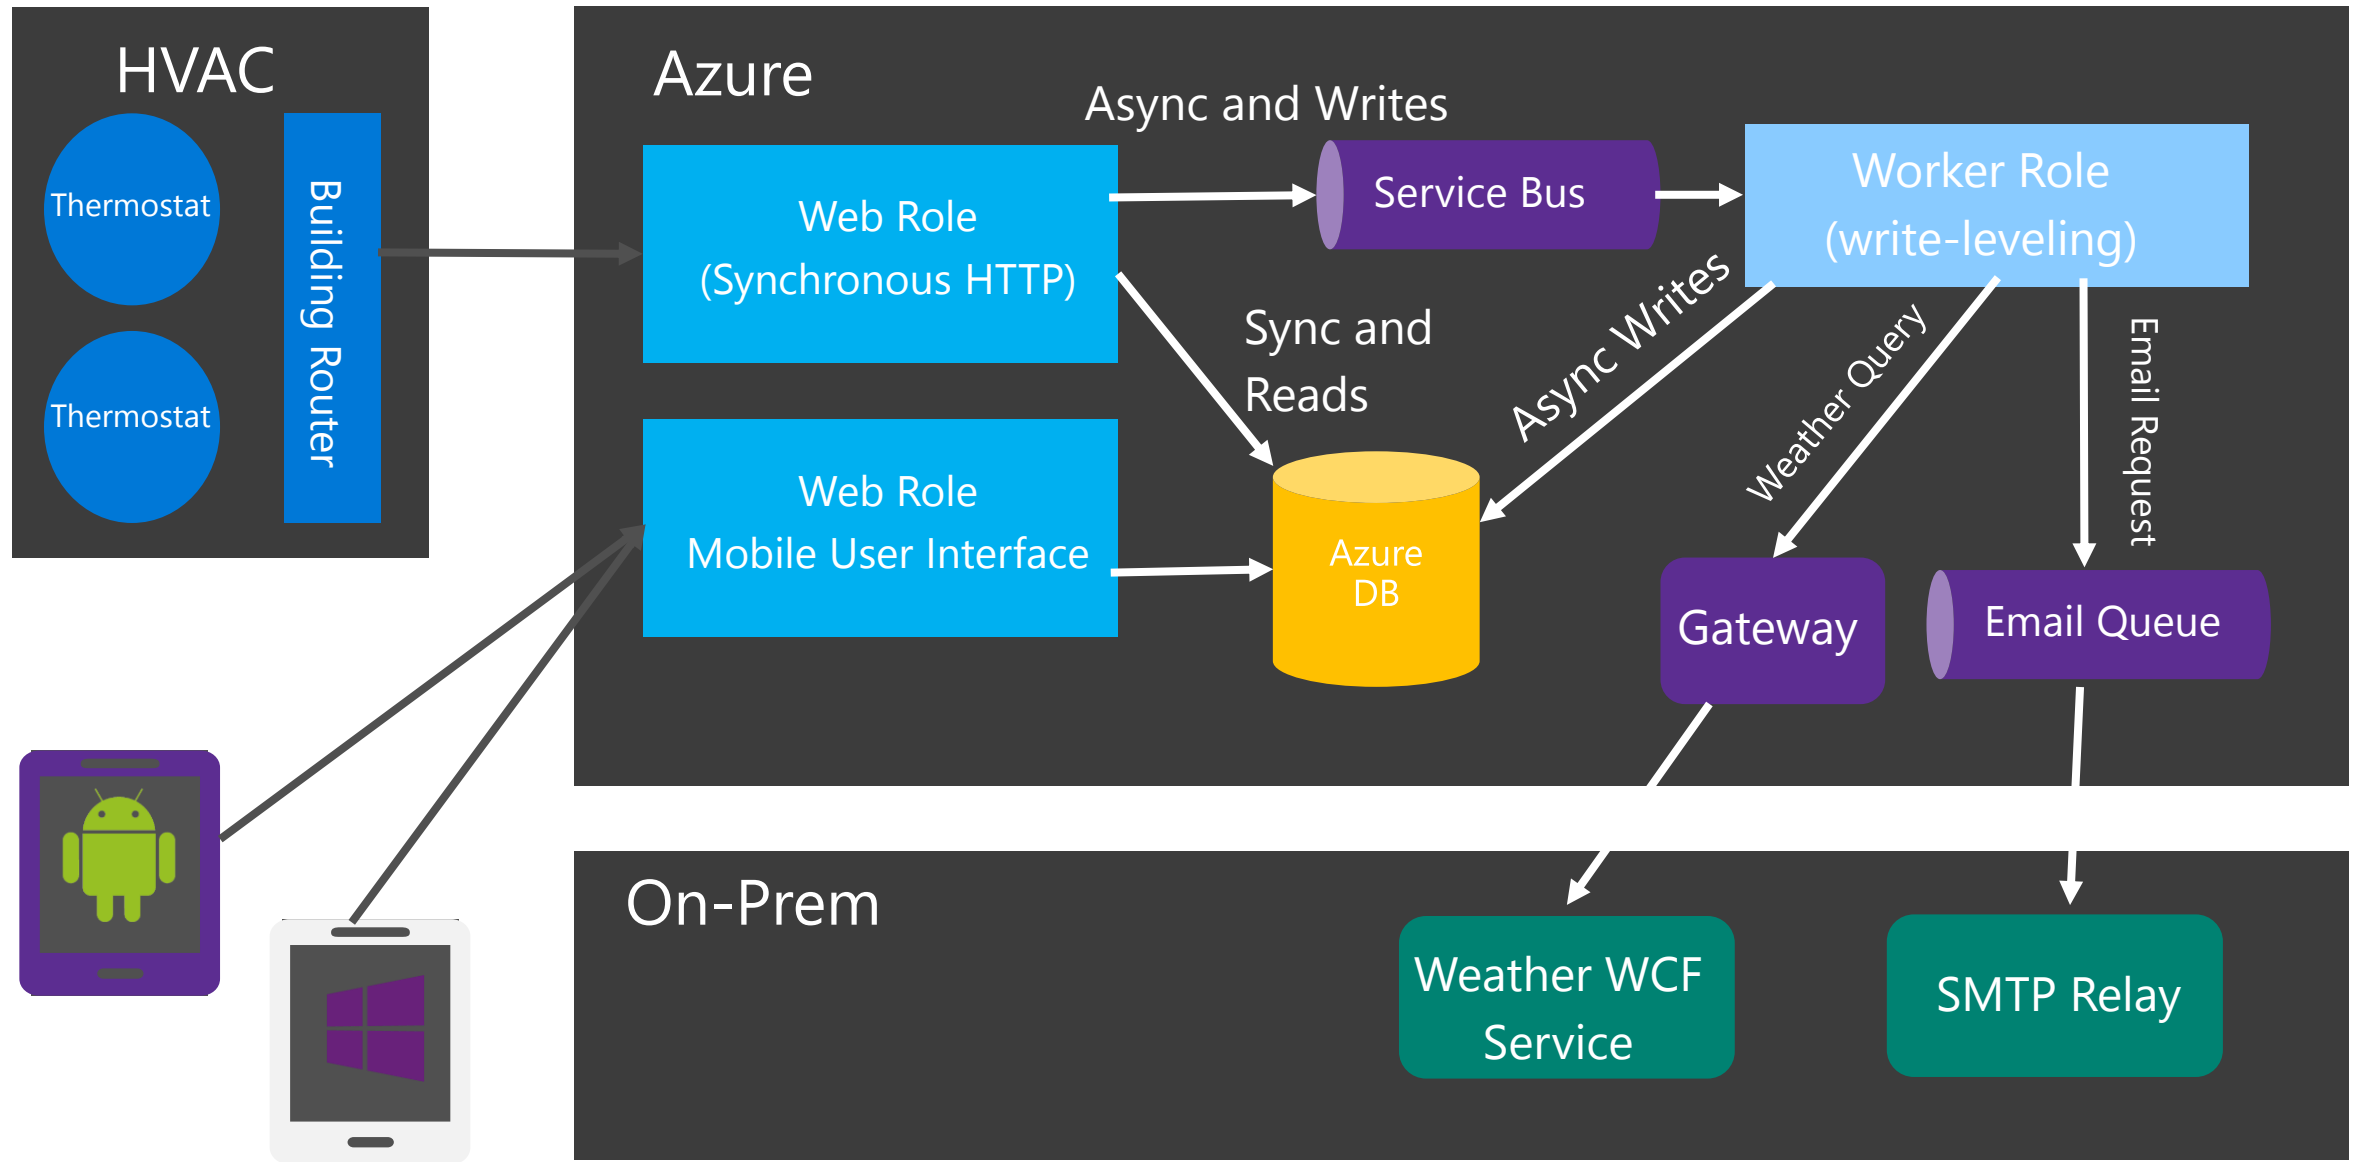 HVAC
Thermostat
Thermostat
Building Router
Azure
Async and Writes
Web Role
(Synchronous HTTP)
Service Bus
Worker Role
(write-leveling)
Sync and
Reads
Async Writes
Weather Query
Email Request
Web Role
Mobile User Interface
Azure
DB
Gateway
Email Queue
On-Prem
Weather WCF
Service
SMTP Relay